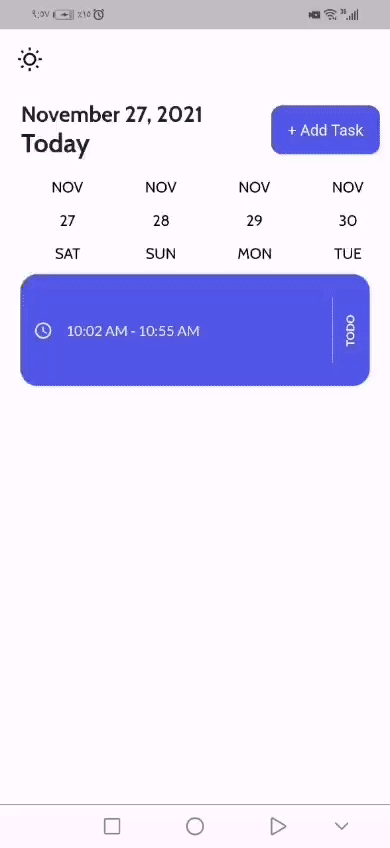 November 27, 2021
Today
+ Add Task
NOV NOV NOV NOV
27 28 29 30
SAT SUN MON TUE
10:02 AM - 10:55 AM
TODO